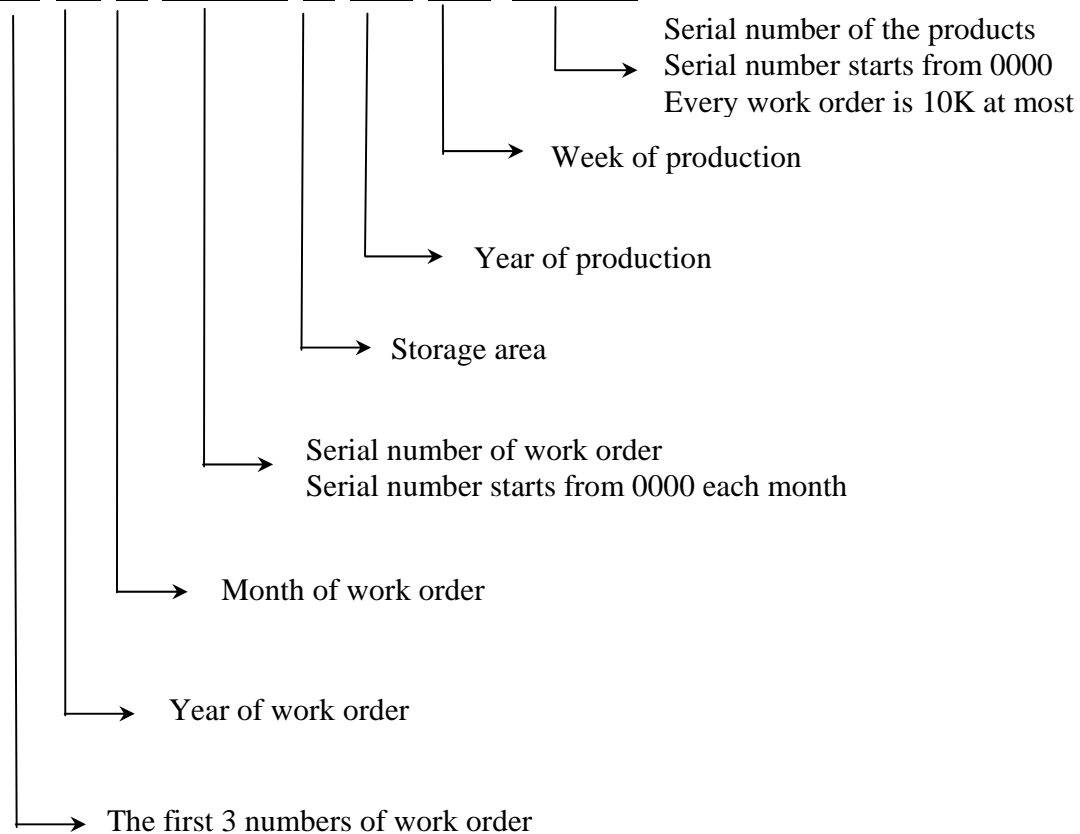 Serial number of the products
Serial number starts from 0000
Every work order is 10K at most
Week of production
Year of production
Storage area
Serial number of work order
Serial number starts from 0000 each month
Month of work order
Year of work order
The first 3 numbers of work order